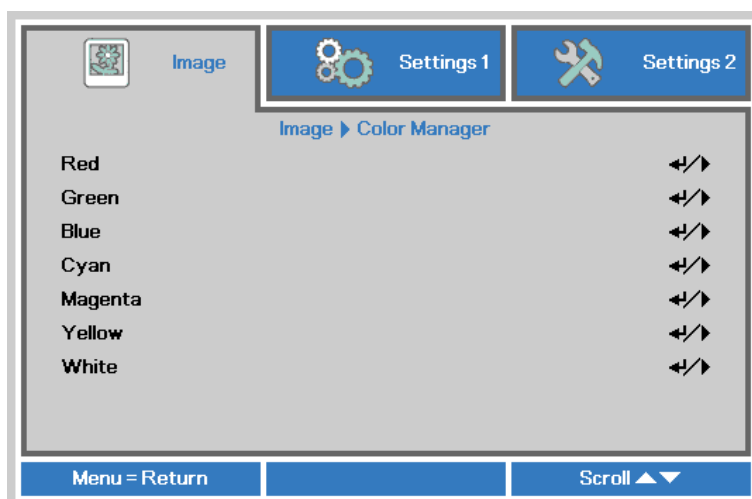 Image Settings 1 Settings 2
Image ▶ Color Manager
Red ↵/▶
Green ↵/▶
Blue ↵/▶
Cyan ↵/▶
Magenta ↵/▶
Yellow ↵/▶
White ↵/▶
Menu = Return Scroll ▲▼